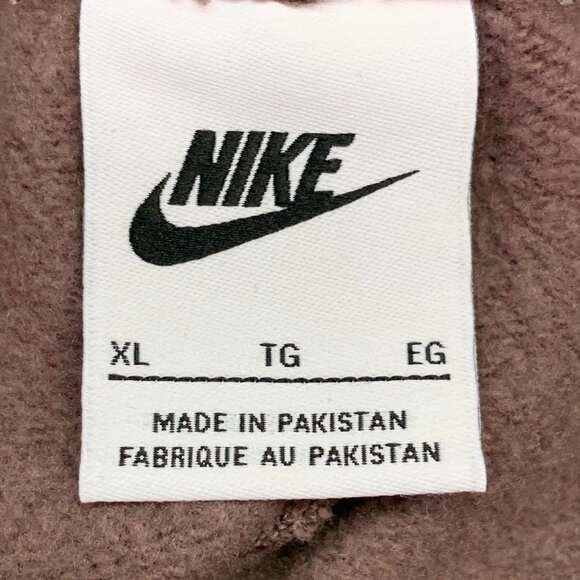 NIKE
XL TG EG
MADE IN PAKISTAN
FABRIQUE AU PAKISTAN